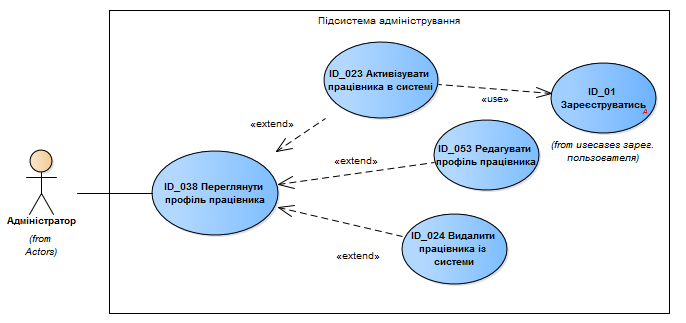 Підсистема адміністрування
ID_023 Активізувати
працівника в системі
«use»
ID_01
Зареєструватись
(from usecases зарег.
пользователя)
«extend»
ID_053 Редагувати
профіль працівника
«extend»
ID_038 Переглянути
профіль працівника
Адміністратор
(from
Actors)
ID_024 Видалити
працівника із
системи
«extend»